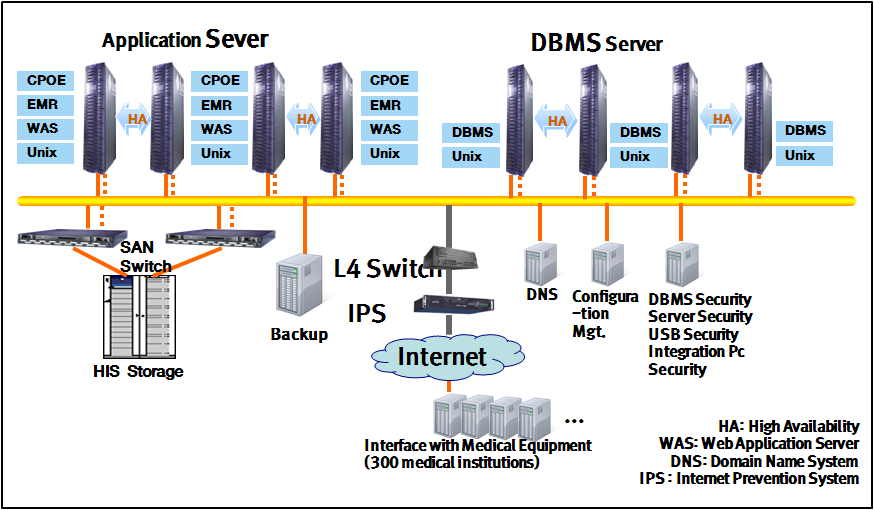 Application Sever
DBMS Server
CPOE
EMR
WAS
Unix
HA
CPOE
EMR
WAS
Unix
HA
CPOE
EMR
WAS
Unix
DBMS
Unix
HA
DBMS
Unix
HA
DBMS
Unix
SAN
Switch
HIS Storage
Backup
L4 Switch
IPS
Internet
Interface with Medical Equipment
(300 medical institutions)
...
DNS
Configura
-tion
Mgt.
DBMS Security
Server Security
USB Security
Integration Pc
Security
HA: High Availability
WAS: Web Application Server
DNS: Domain Name System
IPS : Internet Prevention System